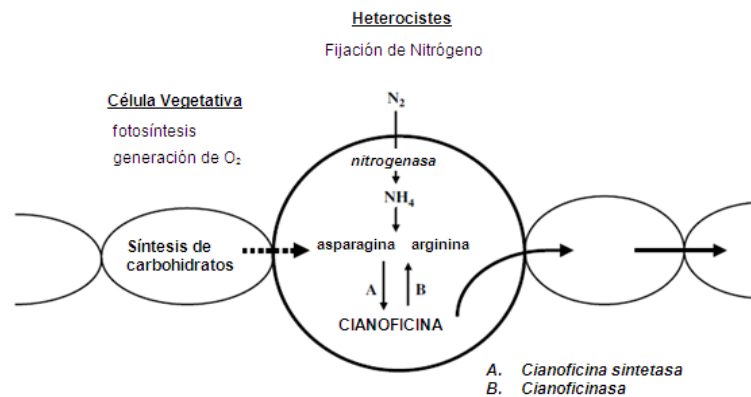 Heterocistes
Fijación de Nitrógeno
Célula Vegetativa
fotosíntesis
generación de O₂
N₂
nitrogenasa
NH₄
Síntesis de
carbohidratos
asparagina arginina
A B
CIANOFICINA
A. Cianoficina sintetasa
B. Cianoficinasa